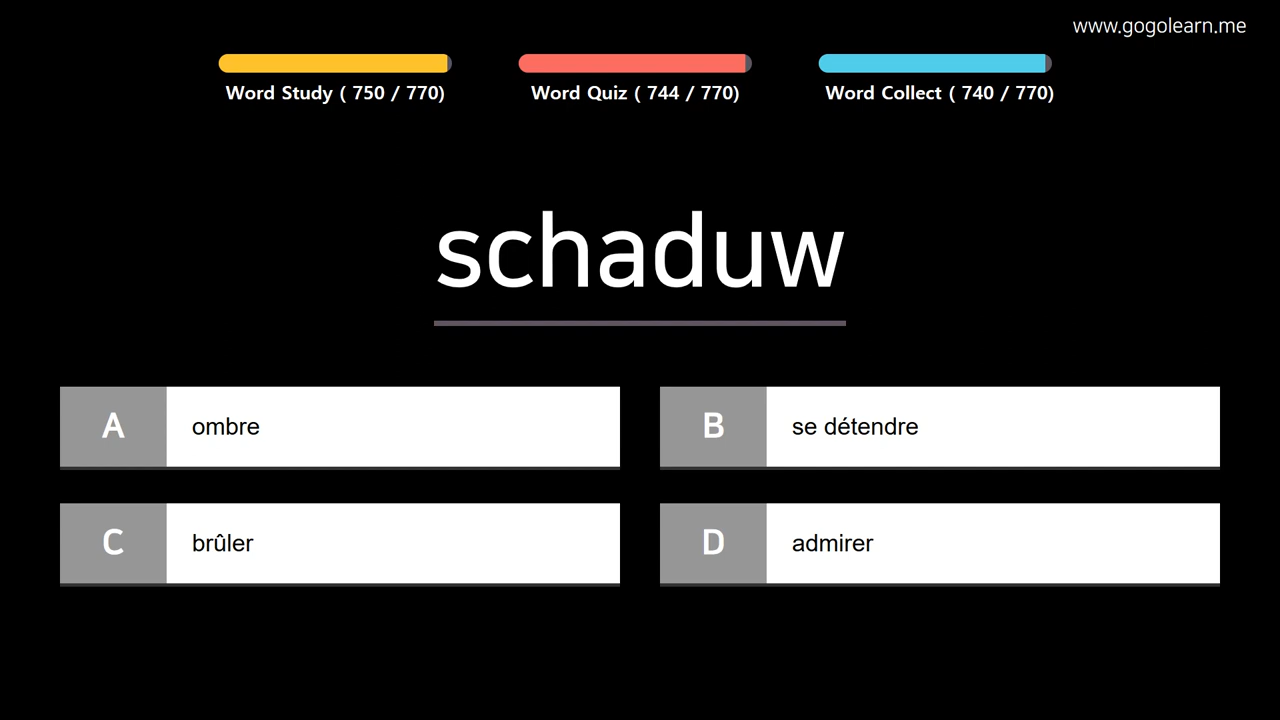 www.gogolearn.me
Word Study ( 750 / 770)
Word Quiz ( 744 / 770)
Word Collect ( 740 / 770)
schaduw
A ombre
B se détendre
C brûler
D admirer